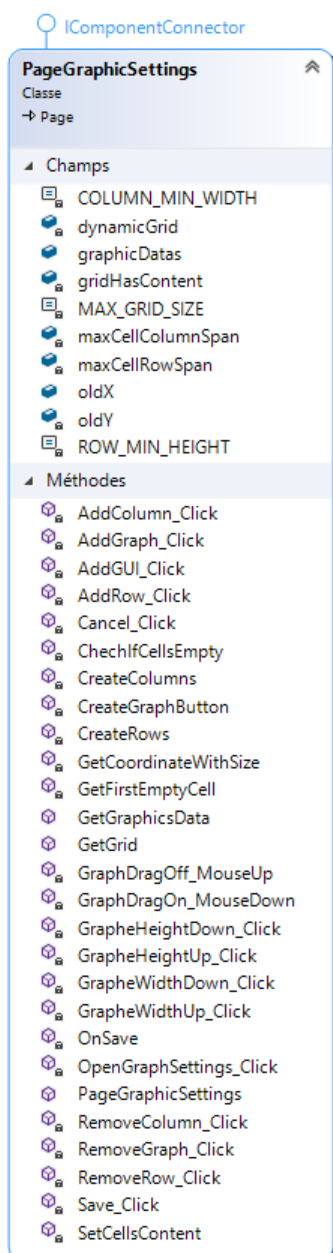 IComponentConnector
PageGraphicSettings
Classe
Page
Champs
COLUMN_MIN_WIDTH
dynamicGrid
graphicDatas
gridHasContent
MAX_GRID_SIZE
maxCellColumnSpan
maxCellRowSpan
oldX
oldY
ROW_MIN_HEIGHT
Méthodes
AddColumn_Click
AddGraph_Click
AddGUI_Click
AddRow_Click
Cancel_Click
ChechIfCellsEmpty
CreateColumns
CreateGraphButton
CreateRows
GetCoordinateWithSize
GetFirstEmptyCell
GetGraphicsData
GetGrid
GraphDragOff_MouseUp
GraphDragOn_MouseDown
GrapheHeightDown_Click
GrapheHeightUp_Click
GrapheWidthDown_Click
GrapheWidthUp_Click
OnSave
OpenGraphSettings_Click
PageGraphicSettings
RemoveColumn_Click
RemoveGraph_Click
RemoveRow_Click
Save_Click
SetCellsContent